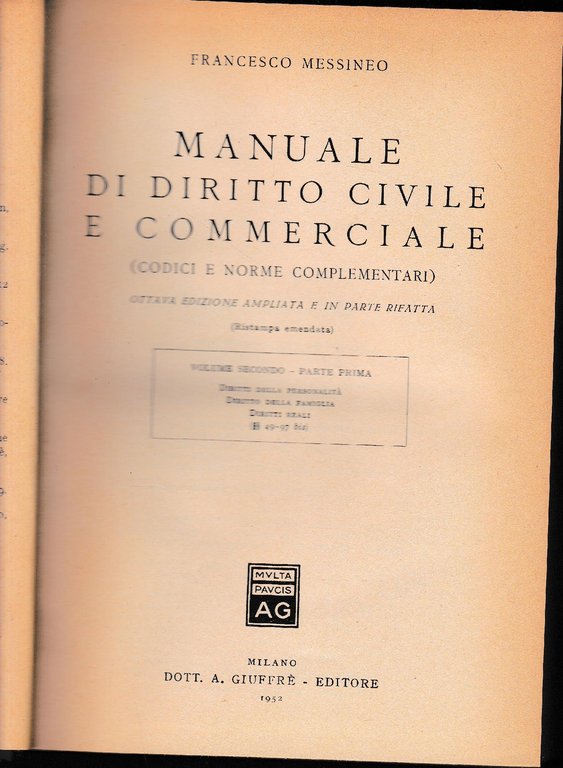 FRANCESCO MESSINEO
MANUALE
DI DIRITTO CIVILE
E COMMERCIALE
(CODICI E NORME COMPLEMENTARI)
OTTAVA EDIZIONE AMPLIATA E IN PARTE RIFATTA
(Ristampa emendata)
VOLUME SECONDO - PARTE PRIMA
DIRITTI DELLA PERSONALITÀ
DIRITTO DELLA FAMIGLIA
DIRITTI REALI
(§§ 49-97 bis)
MVLTA
PAVCIS
AG
MILANO
DOTT. A. GIUFFRÈ - EDITORE
1952